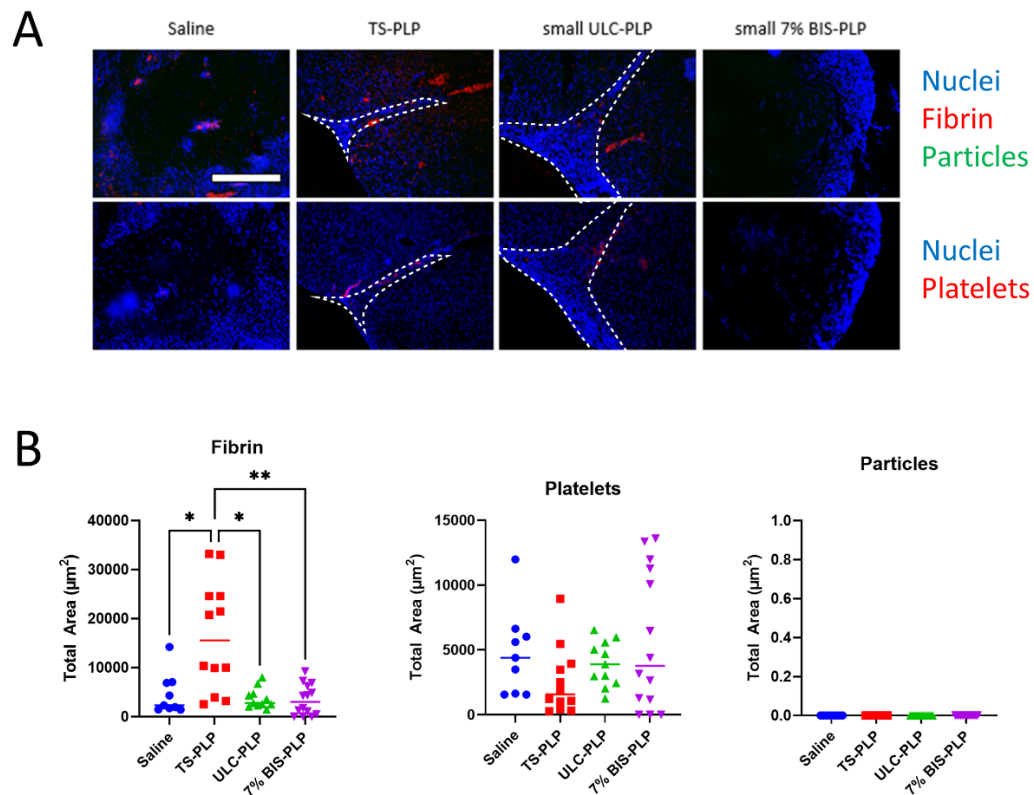 A
Saline
TS-PLP
small ULC-PLP
small 7% BIS-PLP
Nuclei
Fibrin
Particles
Nuclei
Platelets
B
Fibrin
**
*
*
Total Area (µm²)
40000
30000
20000
10000
0
Saline
TS-PLP
ULC-PLP
7% BIS-PLP
Platelets
Total Area (µm²)
15000
10000
5000
0
Saline
TS-PLP
ULC-PLP
7% BIS-PLP
Particles
Total Area (µm²)
1.0
0.8
0.6
0.4
0.2
0.0
Saline
TS-PLP
ULC-PLP
7% BIS-PLP